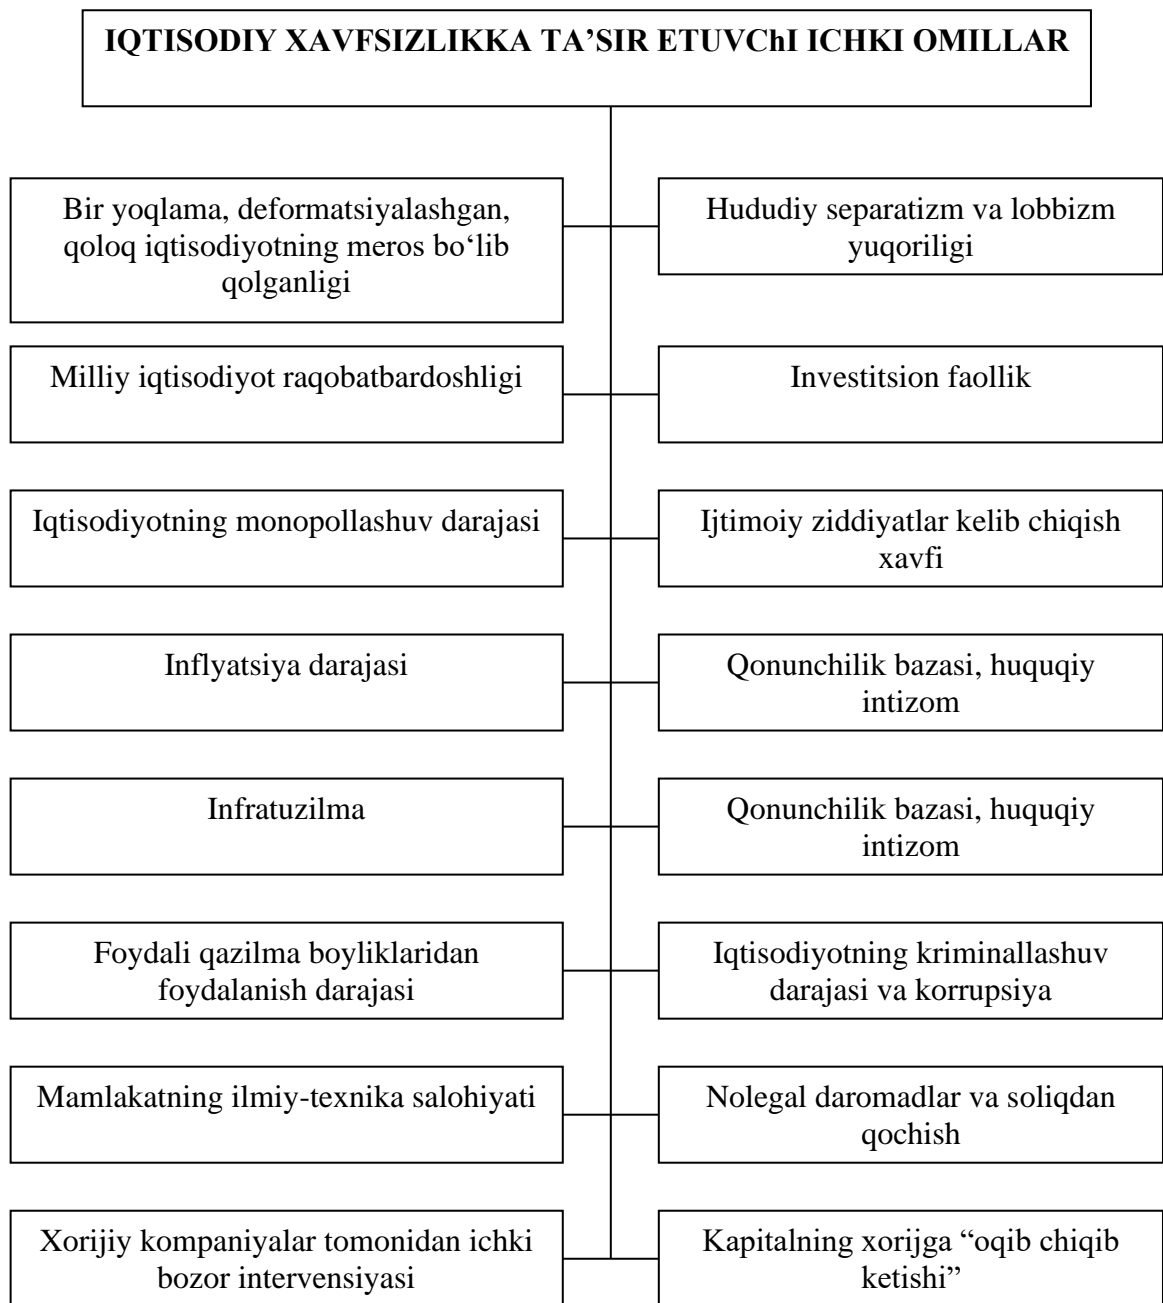 IQTISODIY XAVFSIZLIKKA TA’SIR ETUVChI ICHKI OMILLAR
Bir yoqlama, deformatsiyalashgan,
qoloq iqtisodiyotning meros bo‘lib
qolganligi
Hududiy separatizm va lobbizm
yuqoriligi
Milliy iqtisodiyot raqobatbardoshligi
Investitsion faollik
Iqtisodiyotning monopollashuv darajasi
Ijtimoiy ziddiyatlar kelib chiqish
xavfi
Inflyatsiya darajasi
Qonunchilik bazasi, huquqiy
intizom
Infratuzilma
Qonunchilik bazasi, huquqiy
intizom
Foydali qazilma boyliklaridan
foydalanish darajasi
Iqtisodiyotning kriminallashuv
darajasi va korrupsiya
Mamlakatning ilmiy-texnika salohiyati
Nolegal daromadlar va soliqdan
qochish
Xorijiy kompaniyalar tomonidan ichki
bozor intervensiyasi
Kapitalning xorijga “oqib chiqib
ketishi”